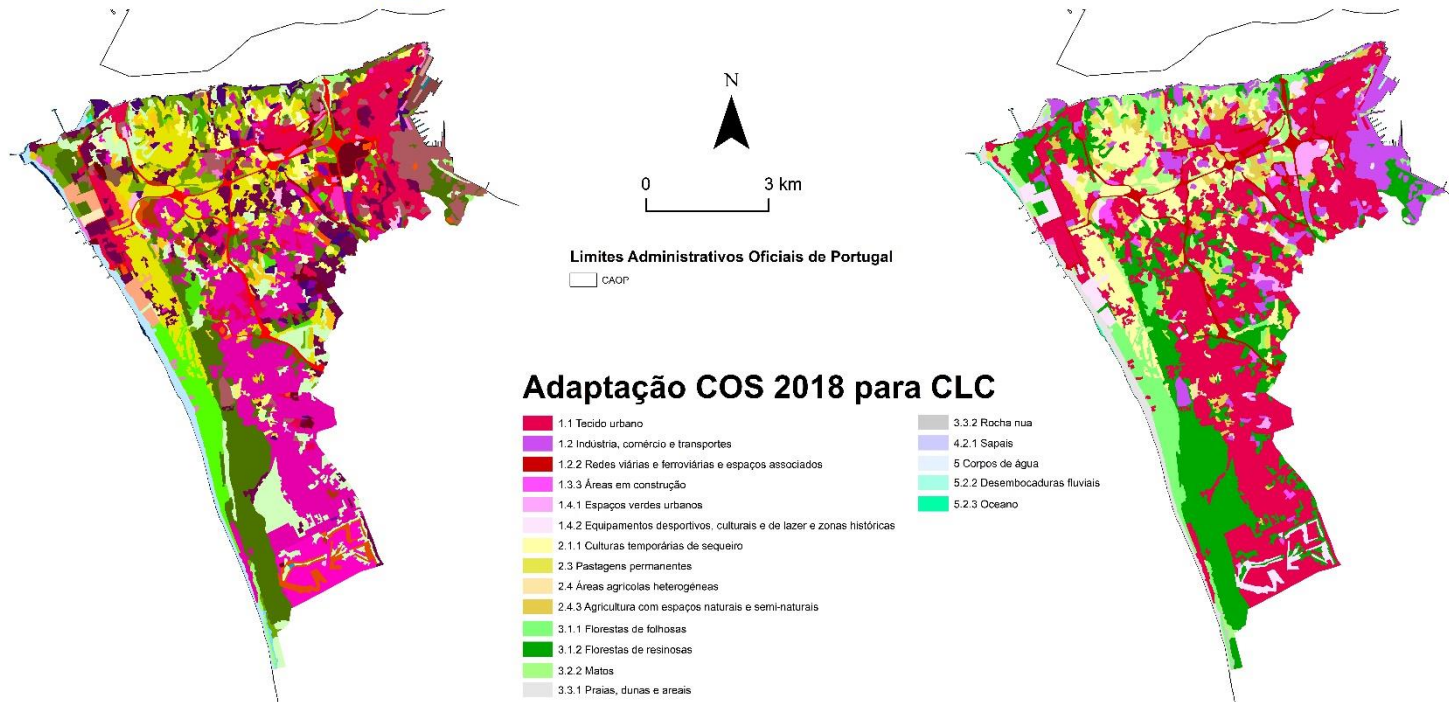 N
0
3 km
Limites Administrativos Oficiais de Portugal
CAOP
Adaptação COS 2018 para CLC
1.1 Tecido urbano
1.2 Indústria, comércio e transportes
1.2.2 Redes viárias e ferroviárias e espaços associados
1.3.3 Áreas em construção
1.4.1 Espaços verdes urbanos
1.4.2 Equipamentos desportivos, culturais e de lazer e zonas históricas
2.1.1 Culturas temporárias de sequeiro
2.3 Pastagens permanentes
2.4 Áreas agrícolas heterogéneas
2.4.3 Agricultura com espaços naturais e semi-naturais
3.1.1 Florestas de folhosas
3.1.2 Florestas de resinosas
3.2.2 Matos
3.3.1 Praias, dunas e areais
3.3.2 Rocha nua
4.2.1 Sapais
5 Corpos de água
5.2.2 Desembocaduras fluviais
5.2.3 Oceano